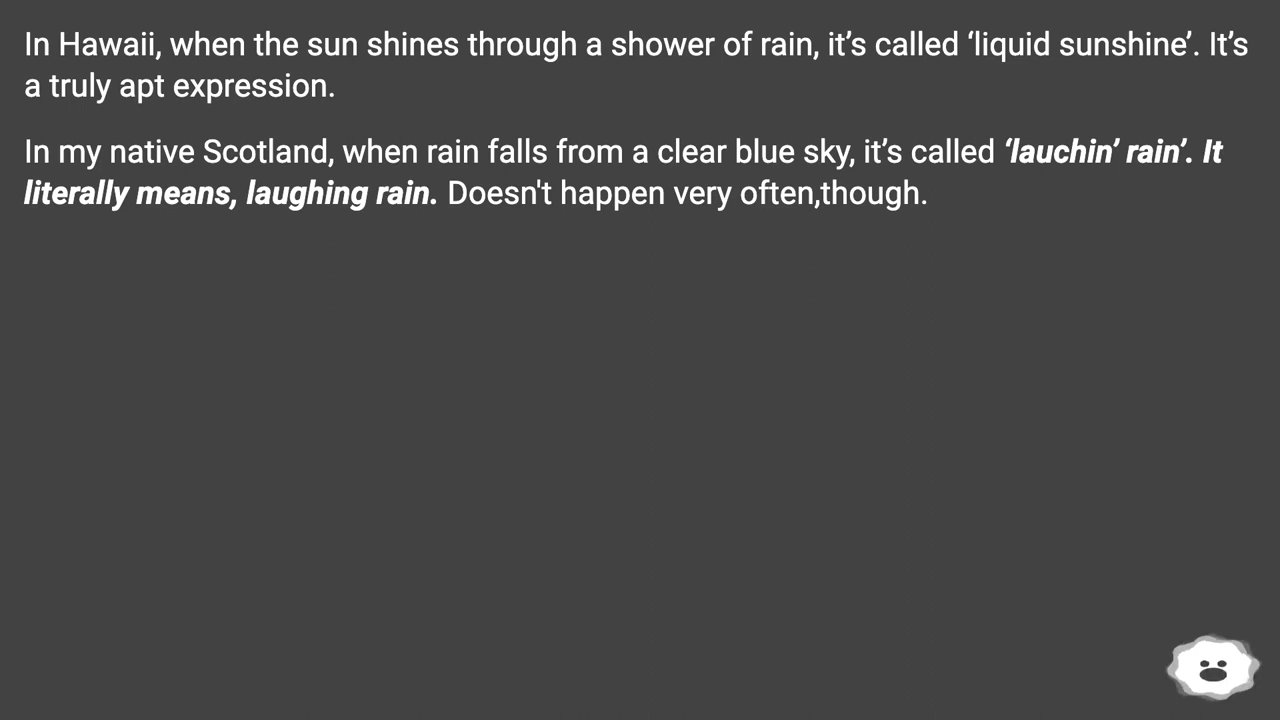 In Hawaii, when the sun shines through a shower of rain, it’s called ‘liquid sunshine’. It’s
a truly apt expression.
In my native Scotland, when rain falls from a clear blue sky, it’s called ‘lauchin’ rain’. It
literally means, laughing rain. Doesn't happen very often,though.